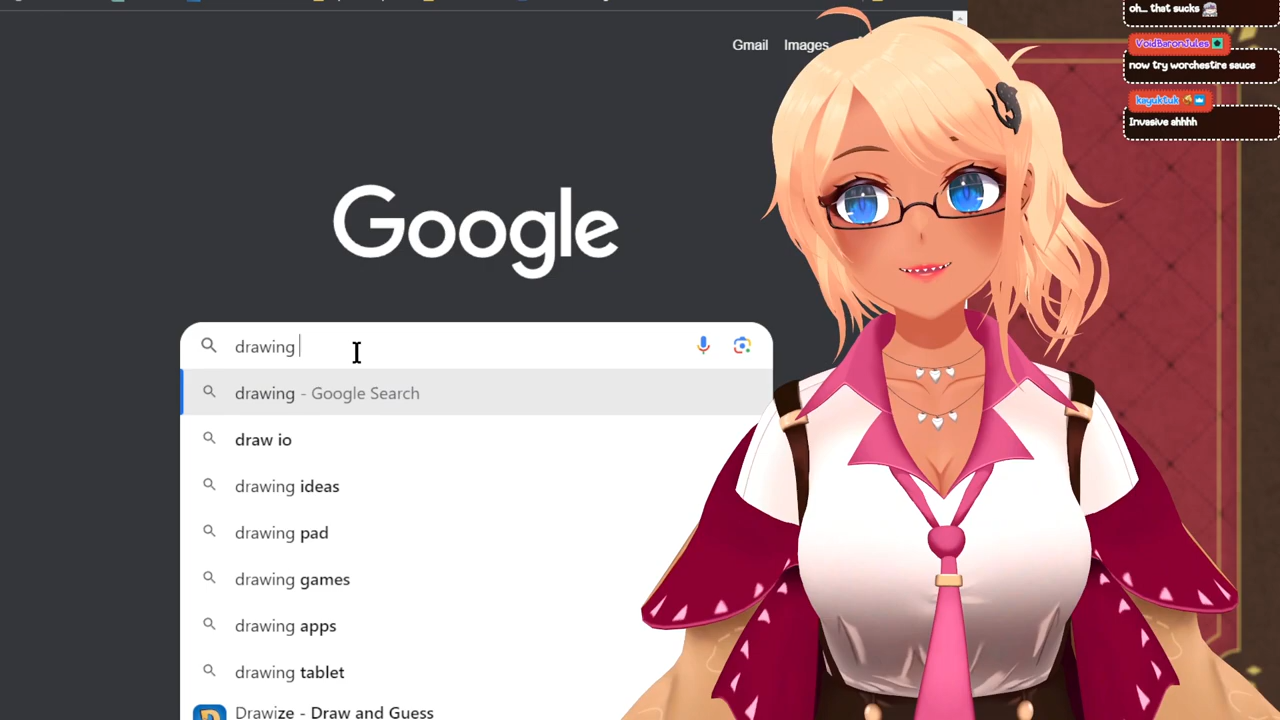 Gmail
Images
Google
drawing
drawing - Google Search
draw io
drawing ideas
drawing pad
drawing games
drawing apps
drawing tablet
Drawize - Draw and Guess
oh... that sucks
VoidBaronJules
now try worchestire sauce
kayuktuk
Invasive ahhhh